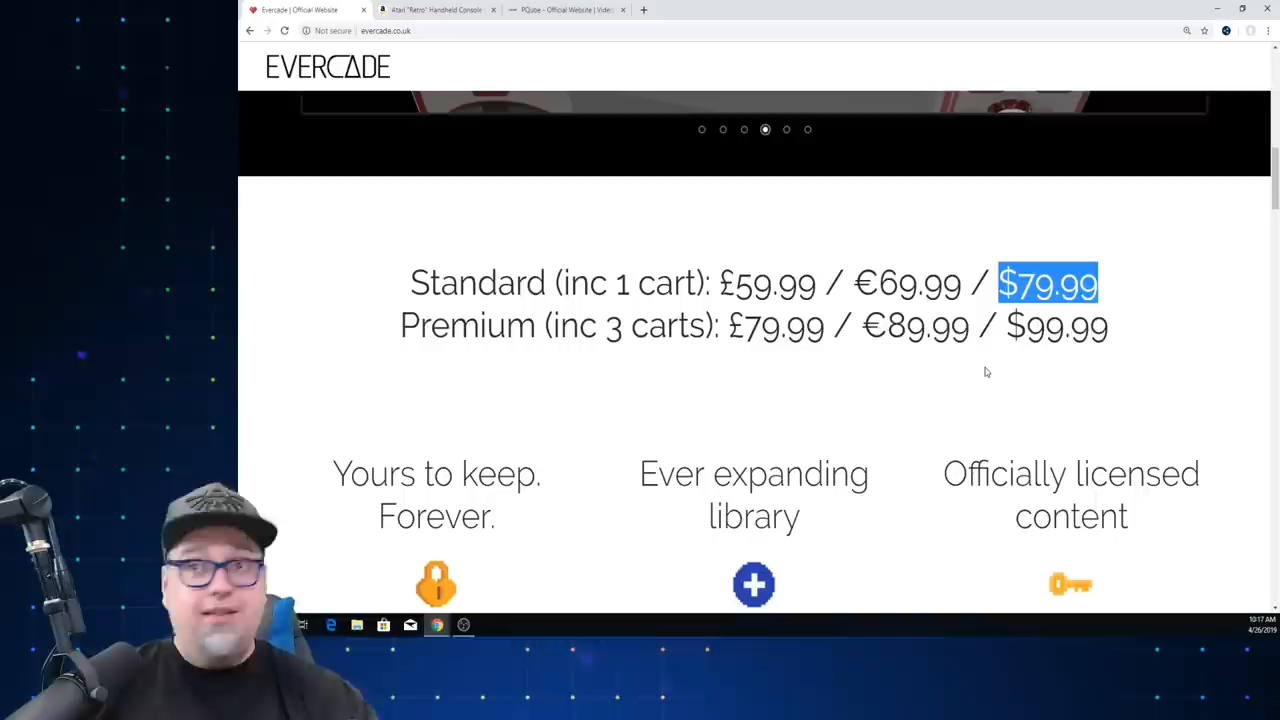 Evercade | Official Website
Atari "Retro" Handheld Console
PQube - Official Website | Video
Not secure
evercade.co.uk
EVERCADE
Standard (inc 1 cart): £59.99 / €69.99 / $79.99
Premium (inc 3 carts): £79.99 / €89.99 / $99.99
Yours to keep.
Forever.
Ever expanding
library
Officially licensed
content
10:17 AM
4/26/2019